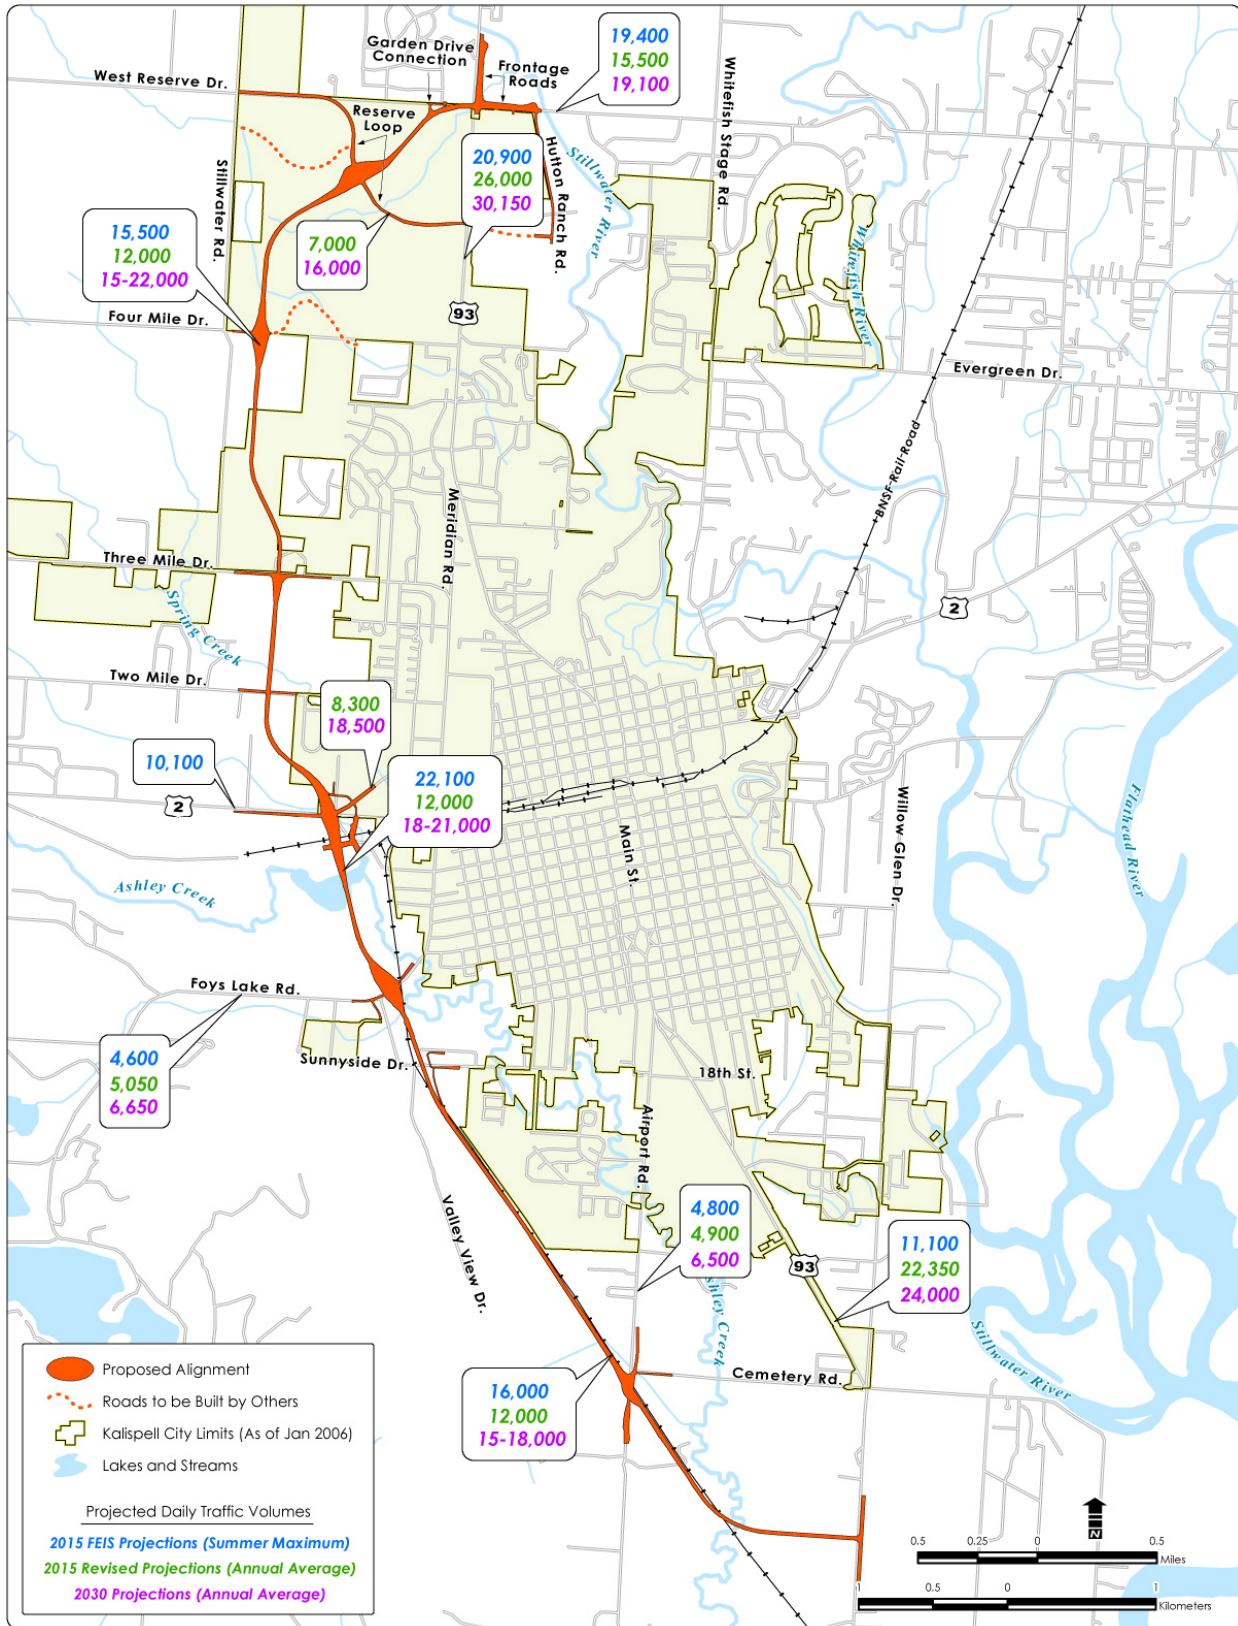 Garden Drive
Connection
Frontage
Roads
19,400
15,500
19,100
West Reserve Dr.
Reserve
Loop
Whitefish Stage Rd.
Stillwater Rd.
Hutton Ranch Rd.
Stillwater River
20,900
26,000
30,150
15,500
12,000
15-22,000
7,000
16,000
Whitefish River
Four Mile Dr.
93
Evergreen Dr.
BNSF Rail Road
Meridian Rd.
Three Mile Dr.
Spring Creek
2
Two Mile Dr.
8,300
18,500
10,100
2
22,100
12,000
18-21,000
Main St.
Willow Glen Dr.
Flathead River
Ashley Creek
Foys Lake Rd.
4,600
5,050
6,650
Sunnyside Dr.
18th St.
Airport Rd.
Valley View Dr.
4,800
4,900
6,500
Ashley Creek
93
11,100
22,350
24,000
Stillwater River
Cemetery Rd.
16,000
12,000
15-18,000
Proposed Alignment
Roads to be Built by Others
Kalispell City Limits (As of Jan 2006)
Lakes and Streams
Projected Daily Traffic Volumes
2015 FEIS Projections (Summer Maximum)
2015 Revised Projections (Annual Average)
2030 Projections (Annual Average)
N
0.5 0.25 0 0.5
Miles
1 0.5 0 1
Kilometers